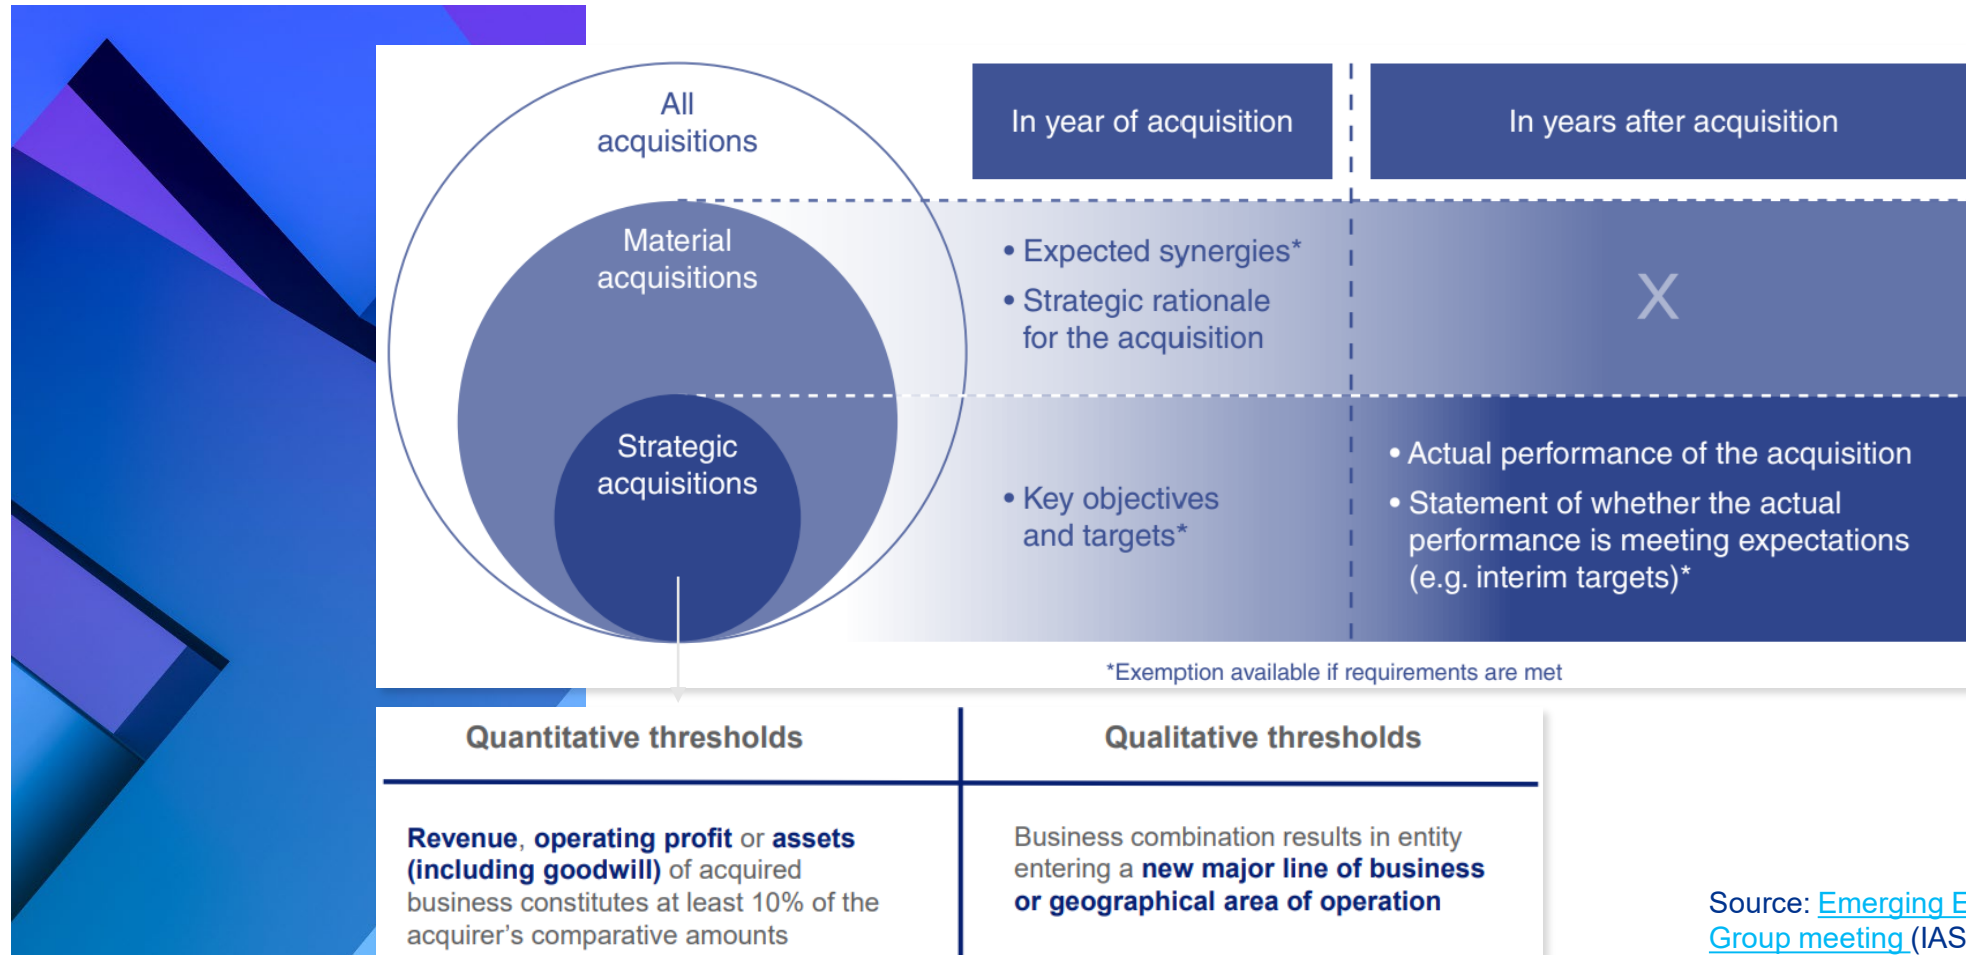 All
acquisitions
Material
acquisitions
Strategic
acquisitions
In year of acquisition
In years after acquisition
• Expected synergies*
• Strategic rationale
for the acquisition
X
• Key objectives
and targets*
• Actual performance of the acquisition
• Statement of whether the actual
performance is meeting expectations
(e.g. interim targets)*
*Exemption available if requirements are met
Quantitative thresholds
Qualitative thresholds
Revenue, operating profit or assets
(including goodwill) of acquired
business constitutes at least 10% of the
acquirer's comparative amounts
Business combination results in entity
entering a new major line of business
or geographical area of operation
Source: Emerging
Group meeting